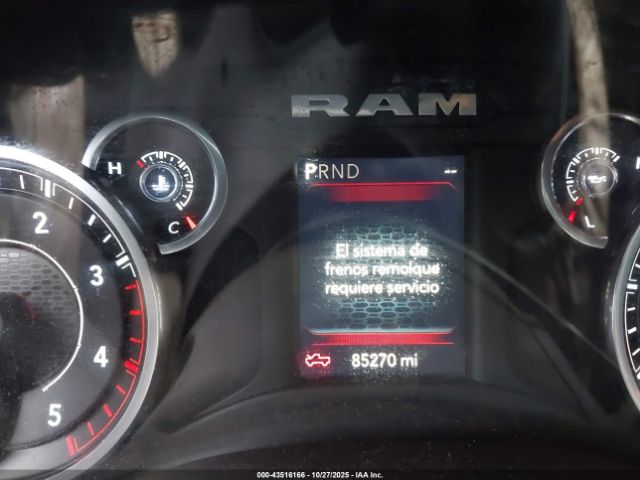 RAM
H
C
PRND
--
El sistema de
frenos remolque
requiere servicio
85270 mi
L
2
3
4
5
000-43516166 - 10/27/2025 - IAA Inc.